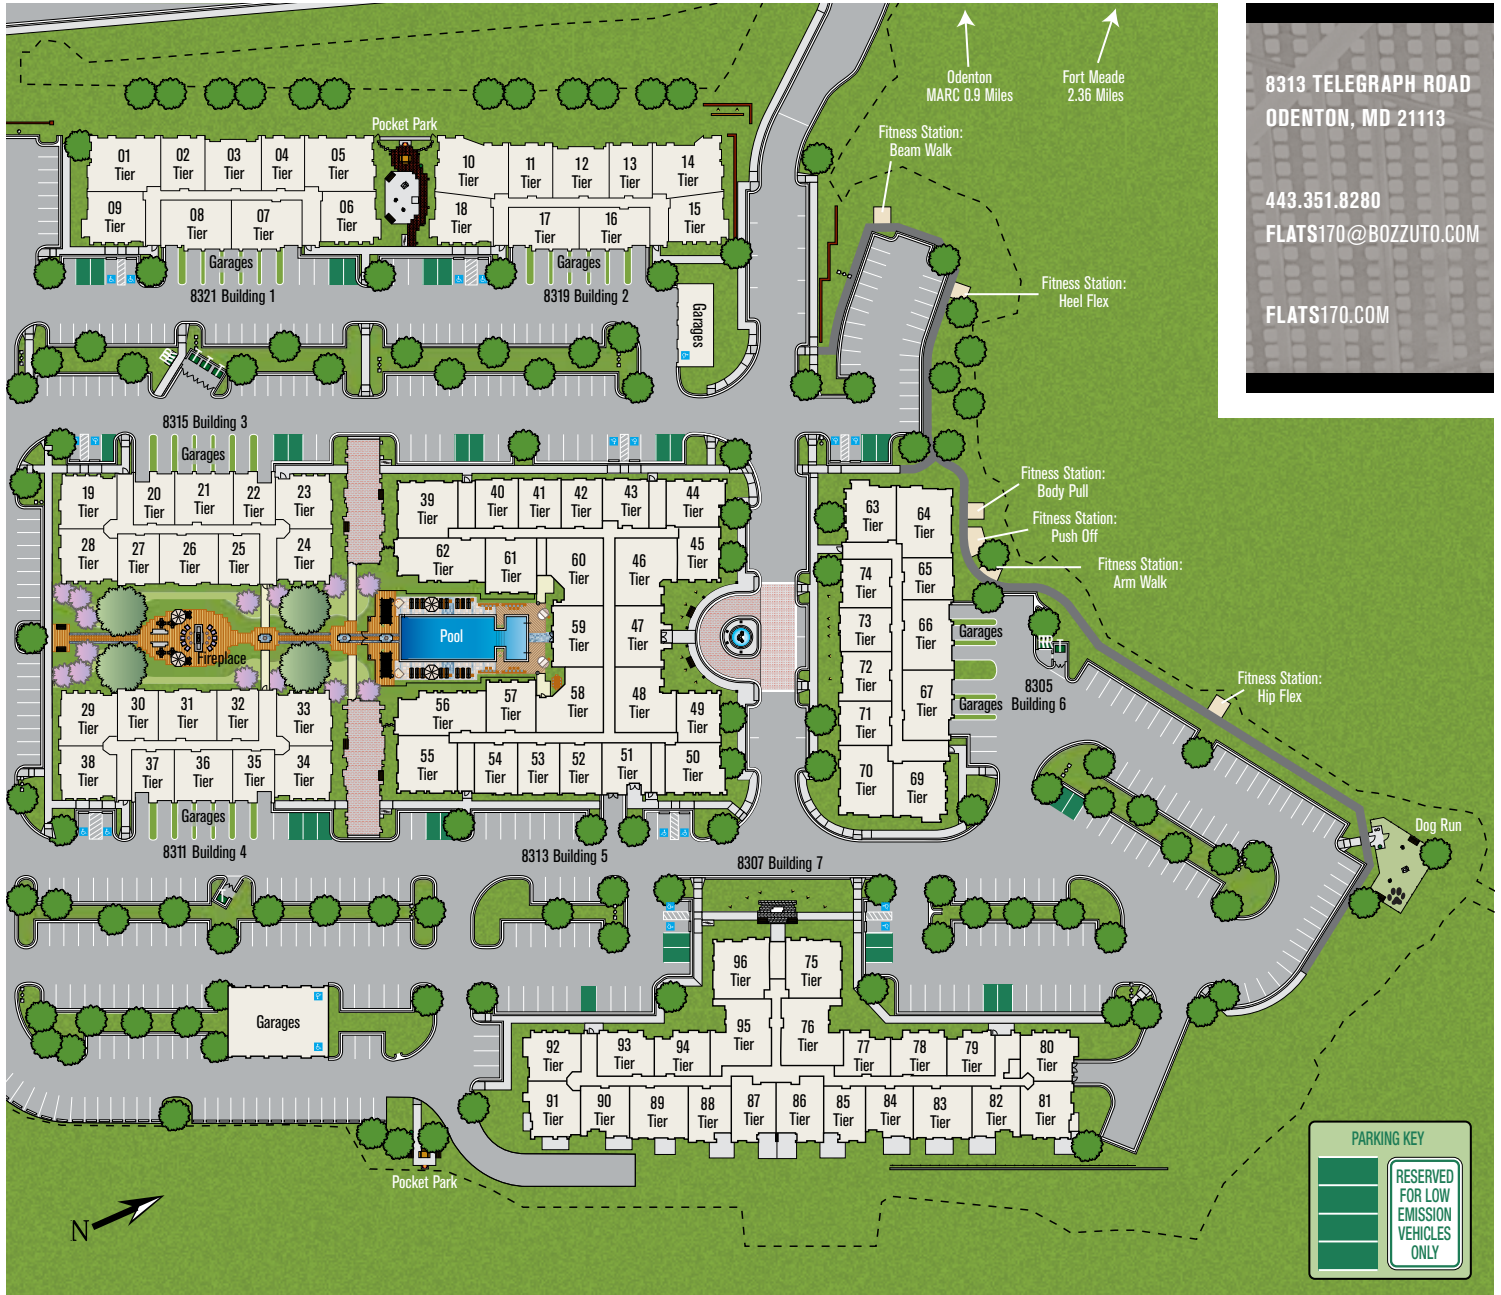 8313 TELEGRAPH ROAD
ODENTON, MD 21113
443.351.8280
FLATS170@BOZZUTO.COM
FLATS170.COM
Odenton
MARC 0.9 Miles
Fort Meade
2.36 Miles
Pocket Park
Fitness Station:
Beam Walk
01
Tier
02
Tier
03
Tier
04
Tier
05
Tier
09
Tier
08
Tier
07
Tier
06
Tier
10
Tier
11
Tier
12
Tier
13
Tier
14
Tier
18
Tier
17
Tier
16
Tier
15
Tier
Garages
Garages
8321 Building 1
8319 Building 2
Garages
Fitness Station:
Heel Flex
8315 Building 3
Garages
19
Tier
20
Tier
21
Tier
22
Tier
23
Tier
28
Tier
27
Tier
26
Tier
25
Tier
24
Tier
39
Tier
40
Tier
41
Tier
42
Tier
43
Tier
44
Tier
62
Tier
61
Tier
60
Tier
46
Tier
45
Tier
63
Tier
64
Tier
74
Tier
65
Tier
Fitness Station:
Body Pull
Fitness Station:
Push Off
Fitness Station:
Arm Walk
Fireplace
Pool
59
Tier
47
Tier
73
Tier
66
Tier
Garages
72
Tier
67
Tier
Garages
8305
Building 6
Fitness Station:
Hip Flex
29
Tier
30
Tier
31
Tier
32
Tier
33
Tier
38
Tier
37
Tier
36
Tier
35
Tier
34
Tier
56
Tier
57
Tier
58
Tier
48
Tier
49
Tier
55
Tier
54
Tier
53
Tier
52
Tier
51
Tier
50
Tier
71
Tier
70
Tier
69
Tier
Garages
8311 Building 4
8313 Building 5
8307 Building 7
Dog Run
96
Tier
75
Tier
95
Tier
76
Tier
Garages
92
Tier
93
Tier
94
Tier
77
Tier
78
Tier
79
Tier
80
Tier
91
Tier
90
Tier
89
Tier
88
Tier
87
Tier
86
Tier
85
Tier
84
Tier
83
Tier
82
Tier
81
Tier
Pocket Park
N
PARKING KEY
RESERVED
FOR LOW
EMISSION
VEHICLES
ONLY